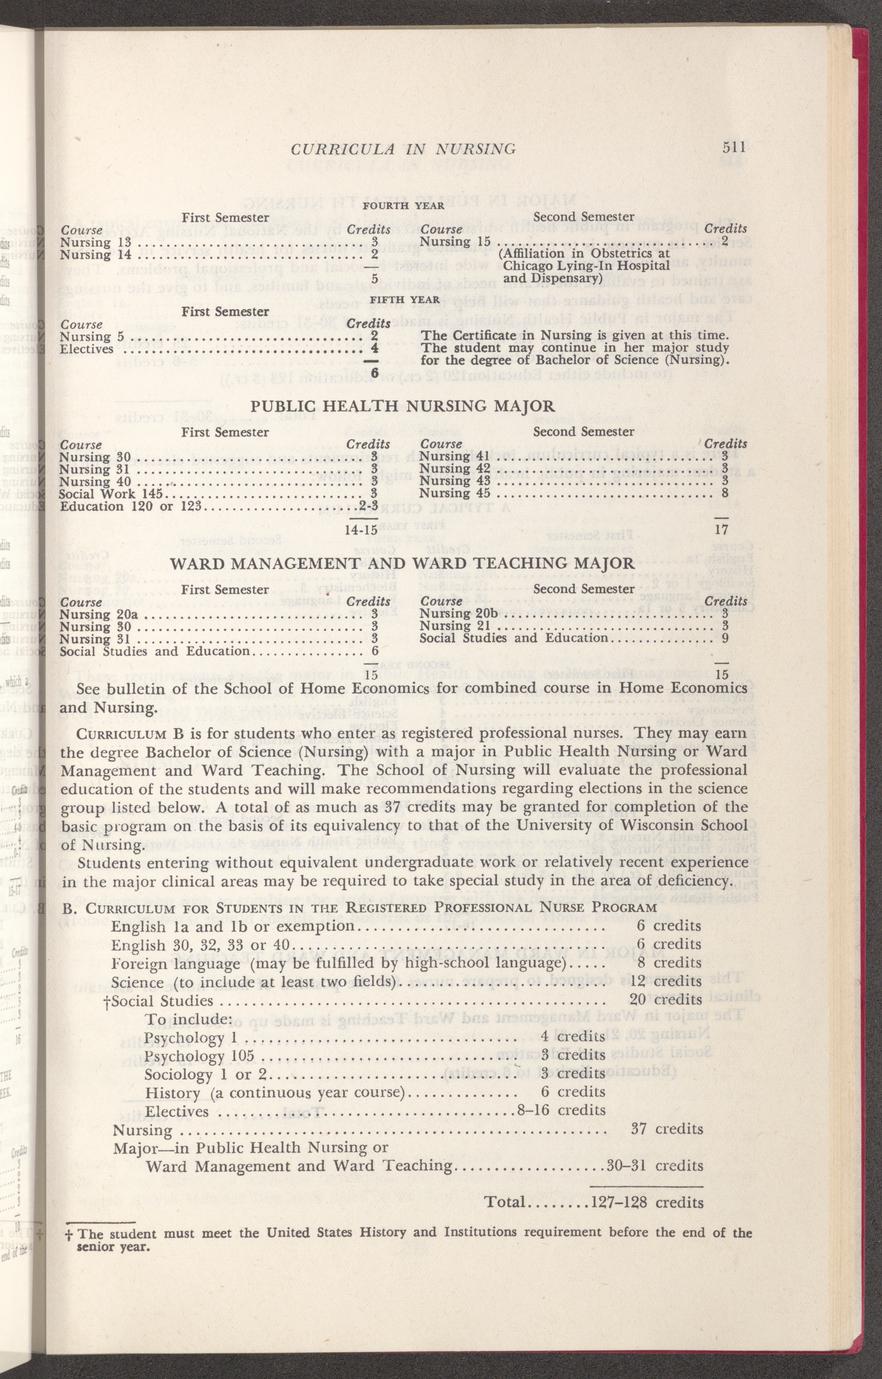 CURRICULA IN NURSING 511
FOURTH YEAR
First Semester
Course Credits
Nursing 13 .............................. 3
Nursing 14 .............................. 2
5
Second Semester
Course Credits
Nursing 15 ............................ 2
(Affiliation in Obstetrics at
Chicago Lying-In Hospital
and Dispensary)
FIFTH YEAR
First Semester
Course Credits
Nursing 5 ............................... 2
Electives ................................ 4
6
The Certificate in Nursing is given at this time.
The student may continue in her major study
for the degree of Bachelor of Science (Nursing).
PUBLIC HEALTH NURSING MAJOR
First Semester
Course Credits
Nursing 30 .............................. 3
Nursing 31 .............................. 3
Nursing 40 .............................. 3
Social Work 145.......................... 3
Education 120 or 123....................2-3
14-15
Second Semester
Course Credits
Nursing 41 ............................ 3
Nursing 42 ............................ 3
Nursing 43 ............................ 3
Nursing 45 ............................ 8
17
WARD MANAGEMENT AND WARD TEACHING MAJOR
First Semester
Course Credits
Nursing 20a ............................. 3
Nursing 30 .............................. 3
Nursing 31 .............................. 3
Social Studies and Education............... 6
15
Second Semester
Course Credits
Nursing 20b ............................ 3
Nursing 21 ............................ 3
Social Studies and Education.............. 9
15
See bulletin of the School of Home Economics for combined course in Home Economics
and Nursing.
CURRICULUM B is for students who enter as registered professional nurses. They may earn
the degree Bachelor of Science (Nursing) with a major in Public Health Nursing or Ward
Management and Ward Teaching. The School of Nursing will evaluate the professional
education of the students and will make recommendations regarding elections in the science
group listed below. A total of as much as 37 credits may be granted for completion of the
basic program on the basis of its equivalency to that of the University of Wisconsin School
of Nursing.
Students entering without equivalent undergraduate work or relatively recent experience
in the major clinical areas may be required to take special study in the area of deficiency.
B. CURRICULUM FOR STUDENTS IN THE REGISTERED PROFESSIONAL NURSE PROGRAM
English 1a and 1b or exemption.............................. 6 credits
English 30, 32, 33 or 40...................................... 6 credits
Foreign language (may be fulfilled by high-school language)..... 8 credits
Science (to include at least two fields)......................... 12 credits
†Social Studies ............................................... 20 credits
To include:
Psychology 1 ................................. 4 credits
Psychology 105 ............................... 3 credits
Sociology 1 or 2.............................. 3 credits
History (a continuous year course).............. 6 credits
Electives ....................................8–16 credits
Nursing .................................................... 37 credits
Major—in Public Health Nursing or
Ward Management and Ward Teaching...................30–31 credits
Total........127–128 credits
† The student must meet the United States History and Institutions requirement before the end of the
senior year.